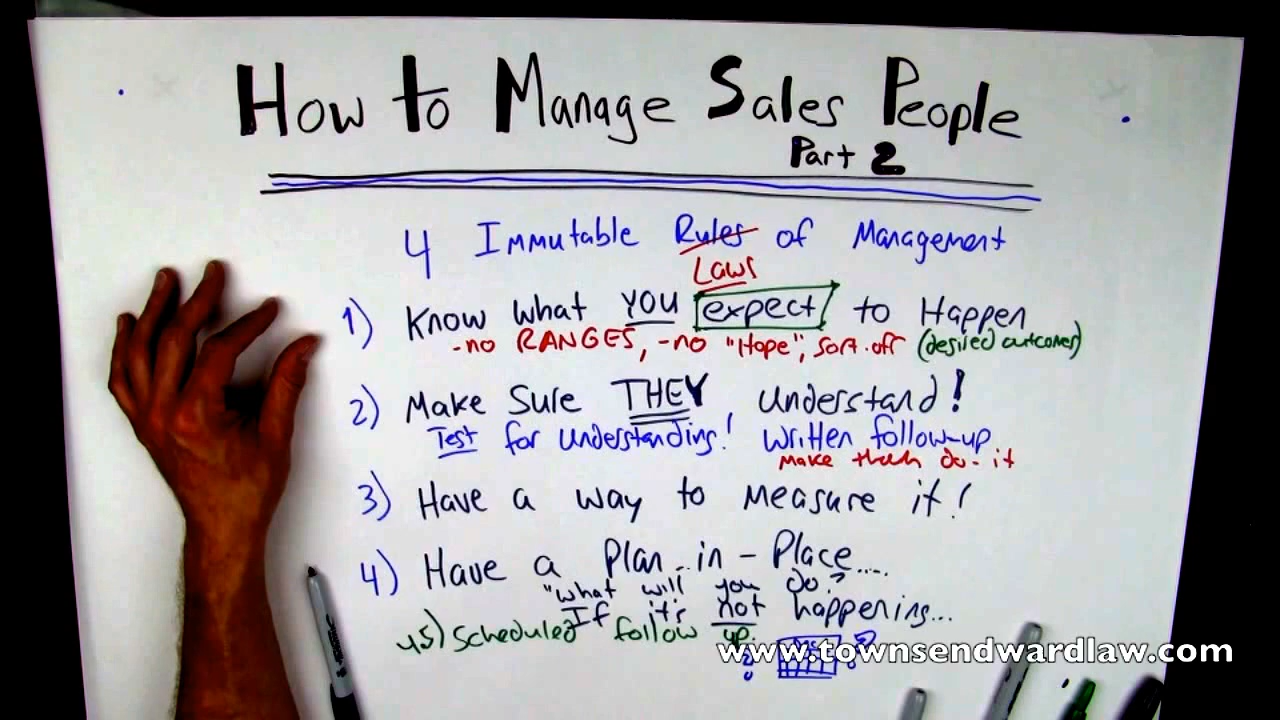 How to Manage Sales People
Part 2
4 Immutable Rules of Management
Laws
1) Know what YOU expect to Happen
-no RANGES, -no "Hope", sort-off (desired outcomes)
2) Make Sure THEY understand!
Test for understanding! written follow-up
make them do it
3) Have a way to measure it!
4) Have a Plan in-Place....
"what will you do?
If it's not happening...
4.5) scheduled follow up.
www.townsendwardlaw.com